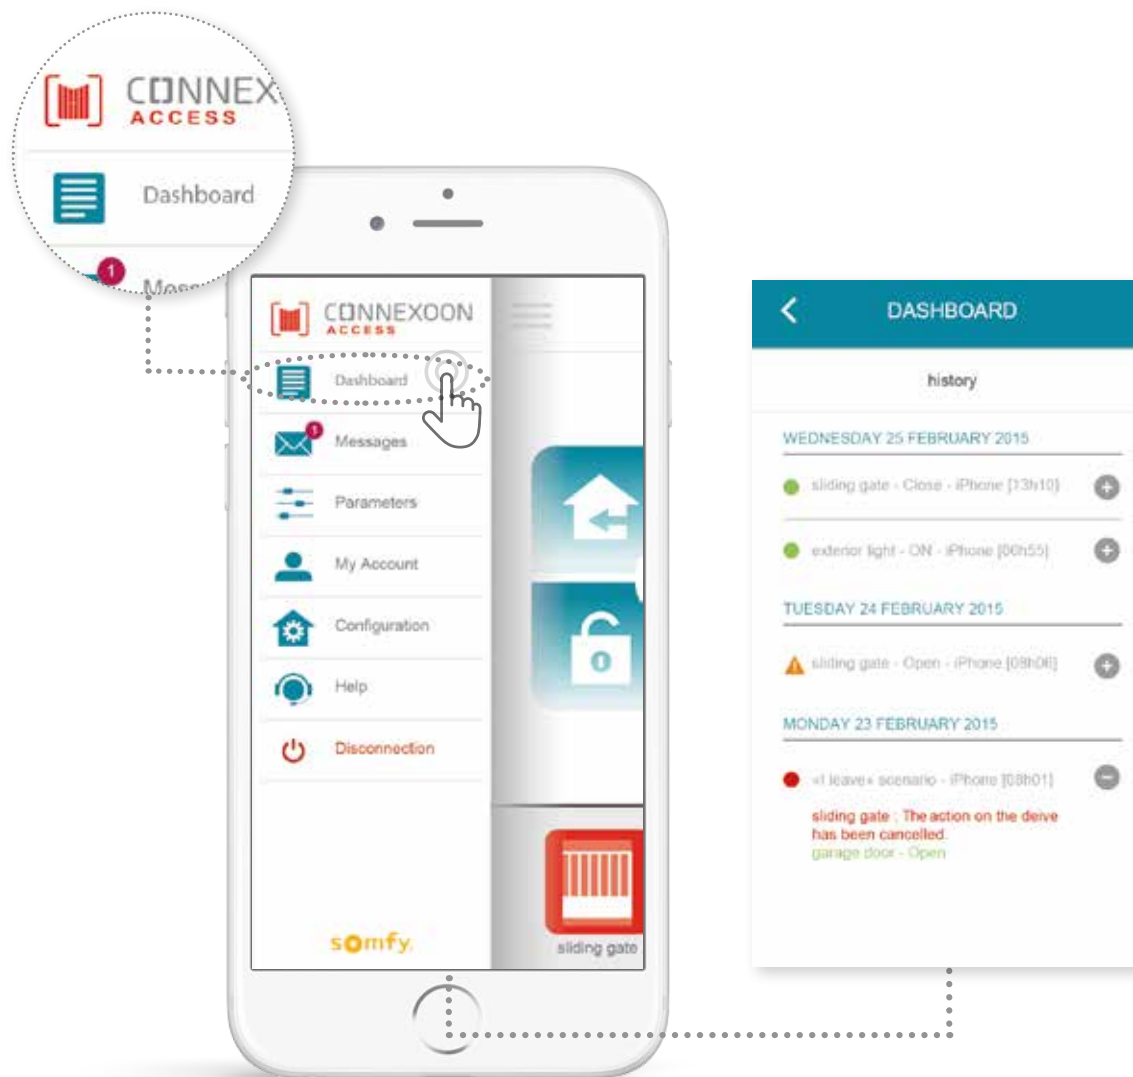 CONNEX
ACCESS
Dashboard
1
Mess
CONNEXOON
ACCESS
Dashboard
1
Messages
Parameters
My Account
Configuration
Help
Disconnection
somfy.
sliding gate
DASHBOARD
history
WEDNESDAY 25 FEBRUARY 2015
sliding gate - Close - iPhone [13h10]
exterior light - ON - iPhone [00h55]
TUESDAY 24 FEBRUARY 2015
sliding gate - Open - iPhone [08h06]
MONDAY 23 FEBRUARY 2015
«I leave» scenario - iPhone [08h01]
sliding gate : The action on the deive
has been cancelled.
garage door - Open